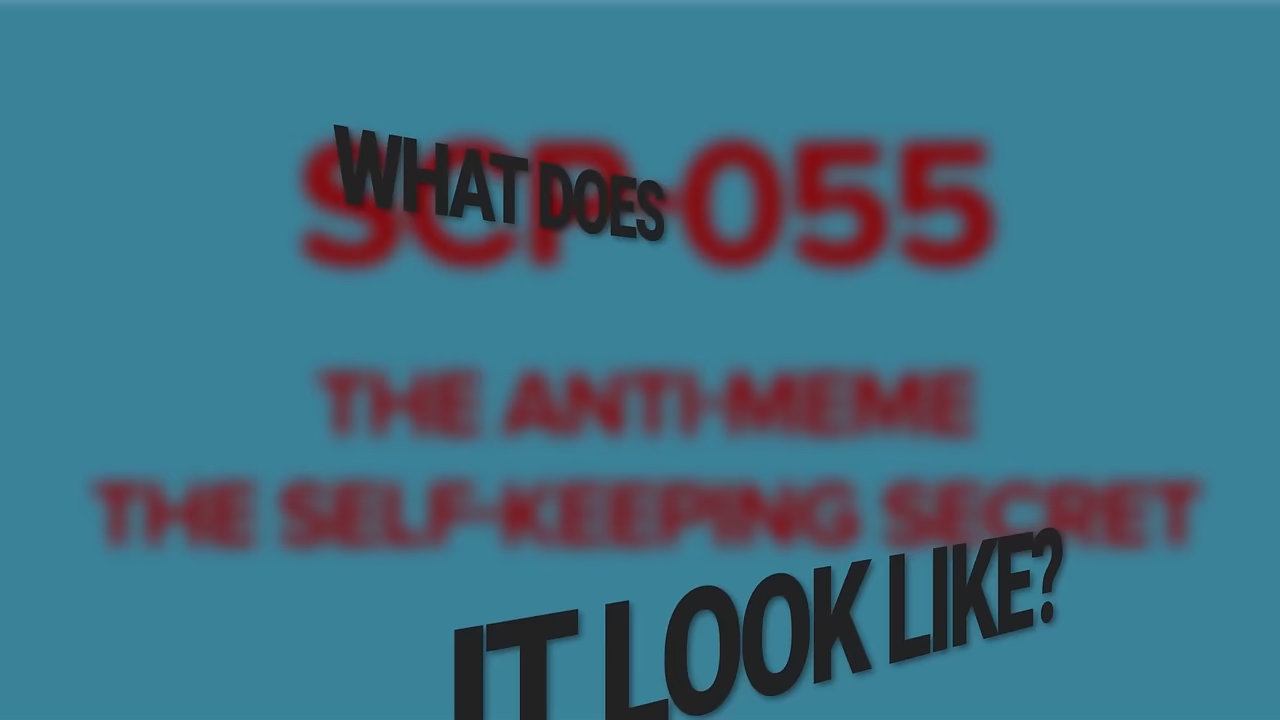 WHAT DOES
SCP-055
THE ANTI-MEME
THE SELF-KEEPING SECRET
IT LOOK LIKE?